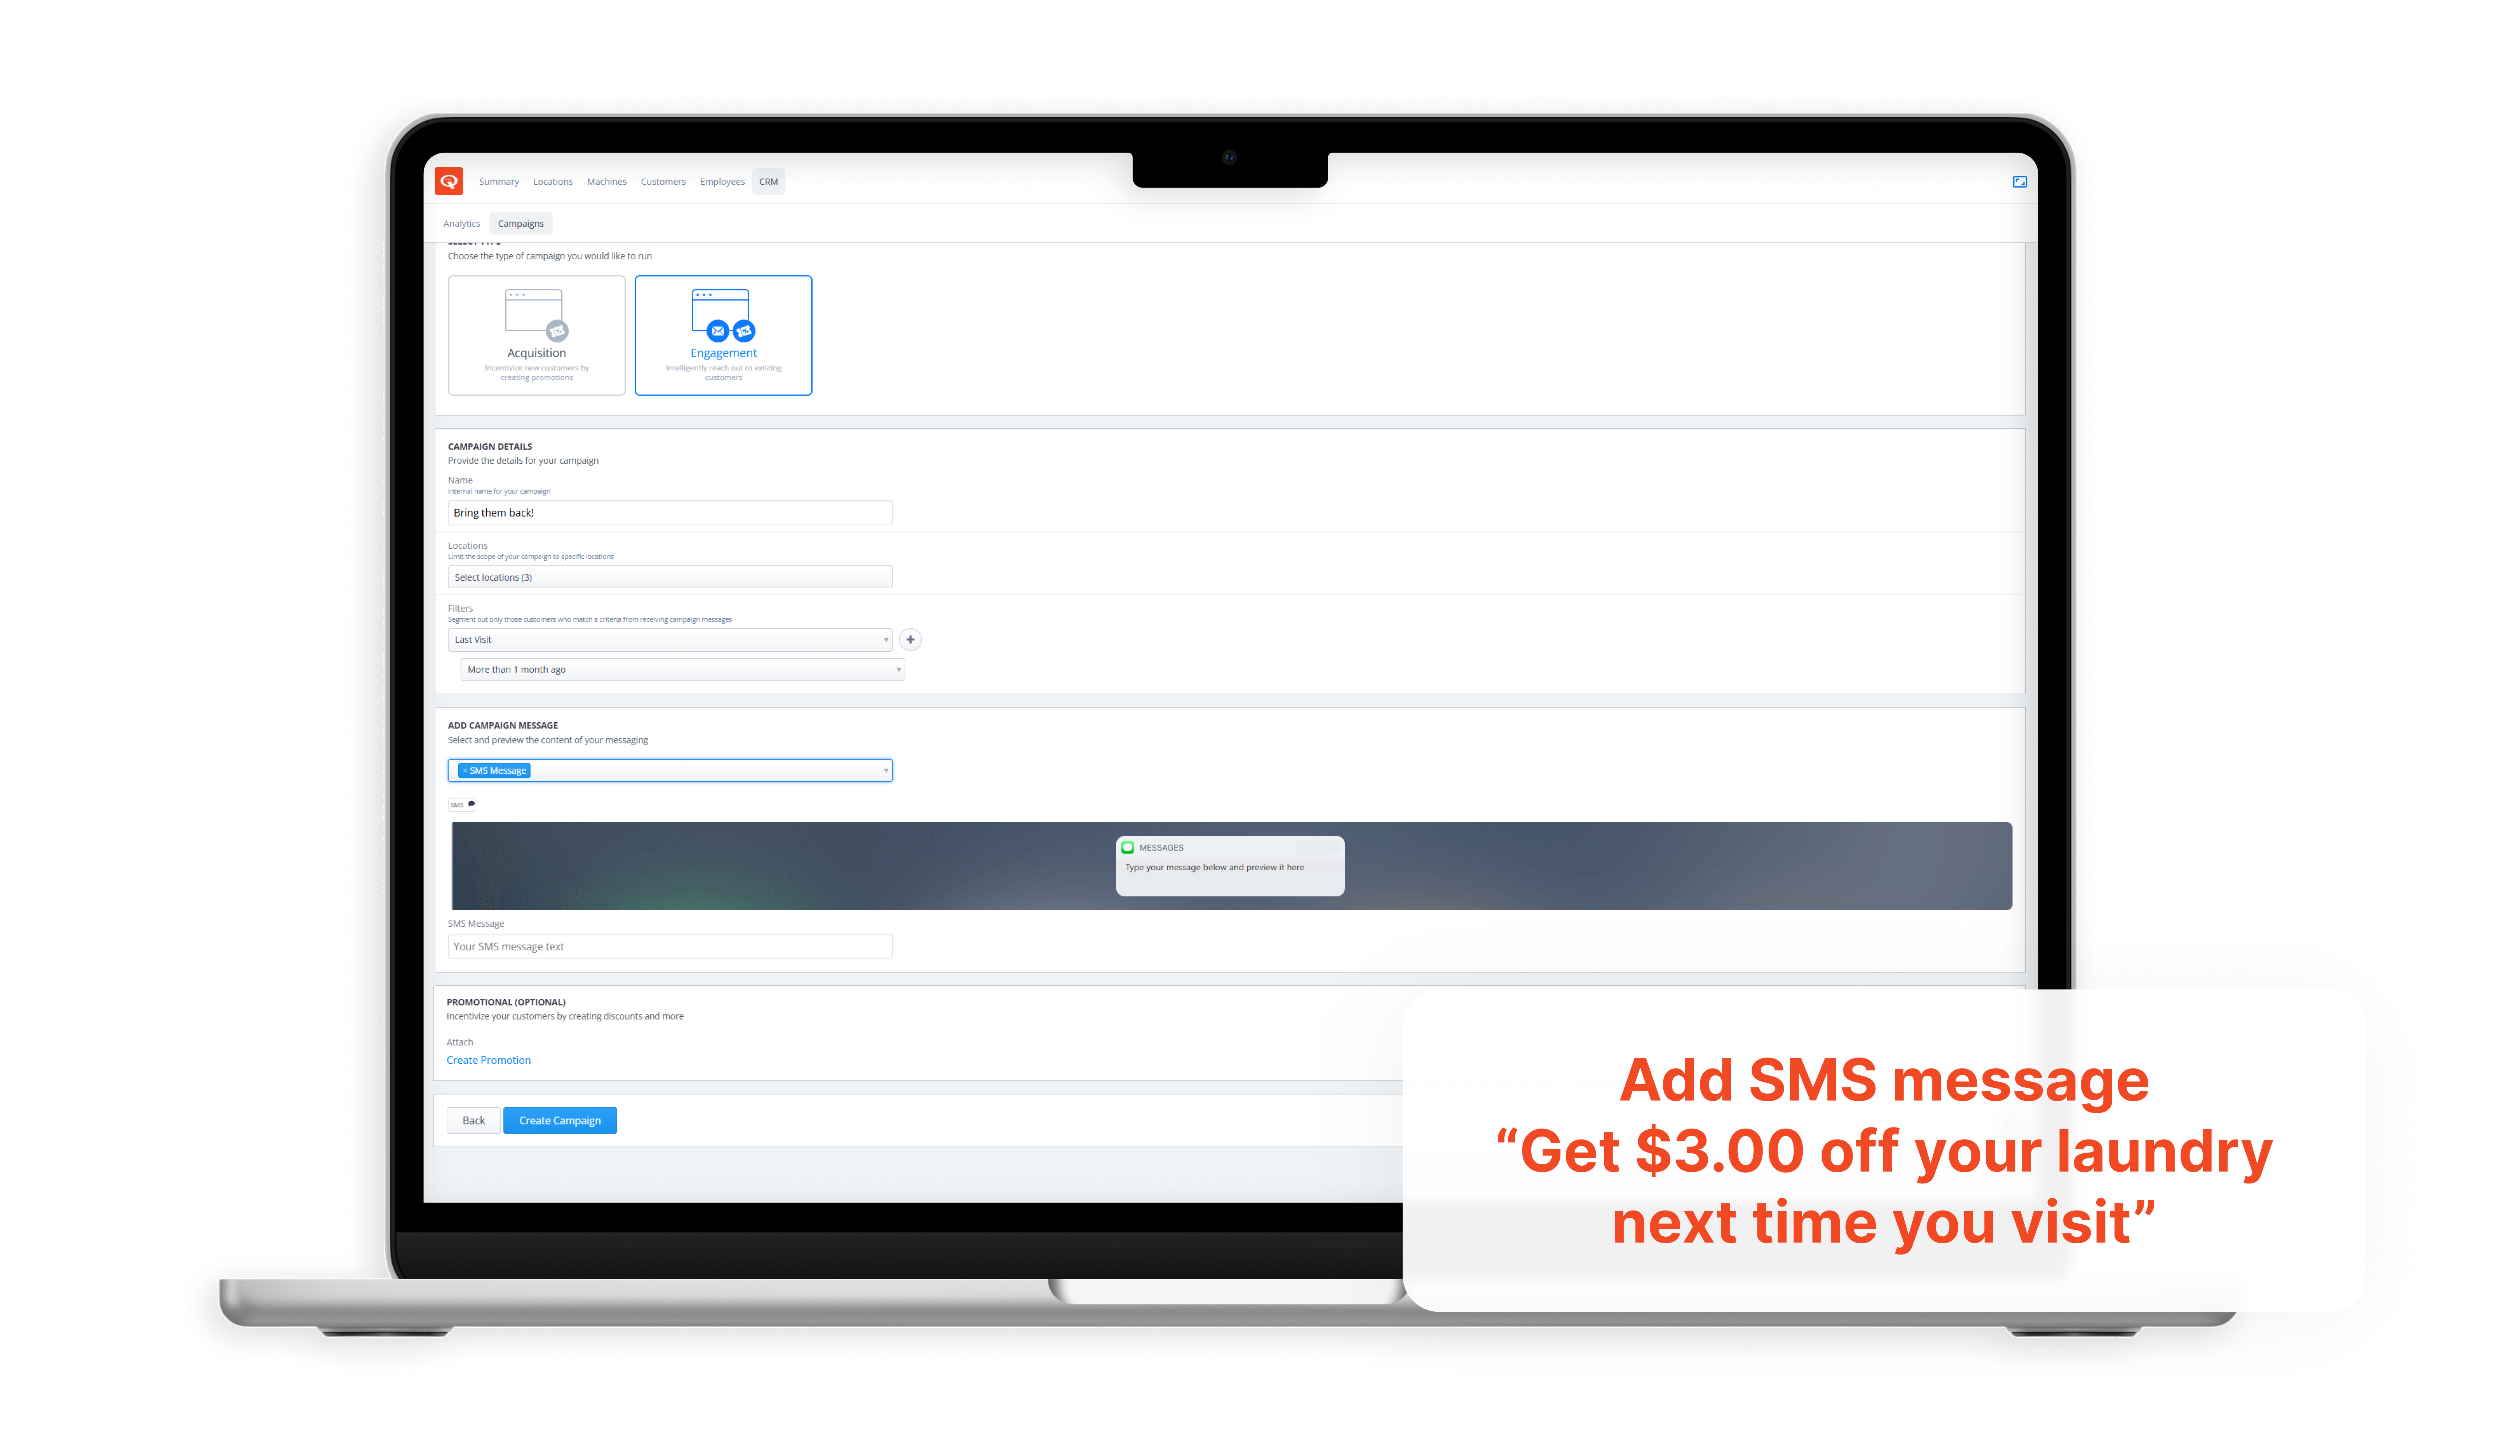 Summary Locations Machines Customers Employees CRM
Analytics Campaigns
SELECT TYPE
Choose the type of campaign you would like to run
Acquisition
Incentivize new customers by
creating promotions
Engagement
Intelligently reach out to existing
customers
CAMPAIGN DETAILS
Provide the details for your campaign
Name
Internal name for your campaign
Bring them back!
Locations
Limit the scope of your campaign to specific locations
Select locations (3)
Filters
Segment out only those customers who match a criteria from receiving campaign messages
Last Visit
More than 1 month ago
ADD CAMPAIGN MESSAGE
Select and preview the content of your messaging
× SMS Message
SMS
MESSAGES
Type your message below and preview it here
SMS Message
Your SMS message text
PROMOTIONAL (OPTIONAL)
Incentivize your customers by creating discounts and more
Attach
Create Promotion
Back Create Campaign
Add SMS message
“Get $3.00 off your laundry
next time you visit”